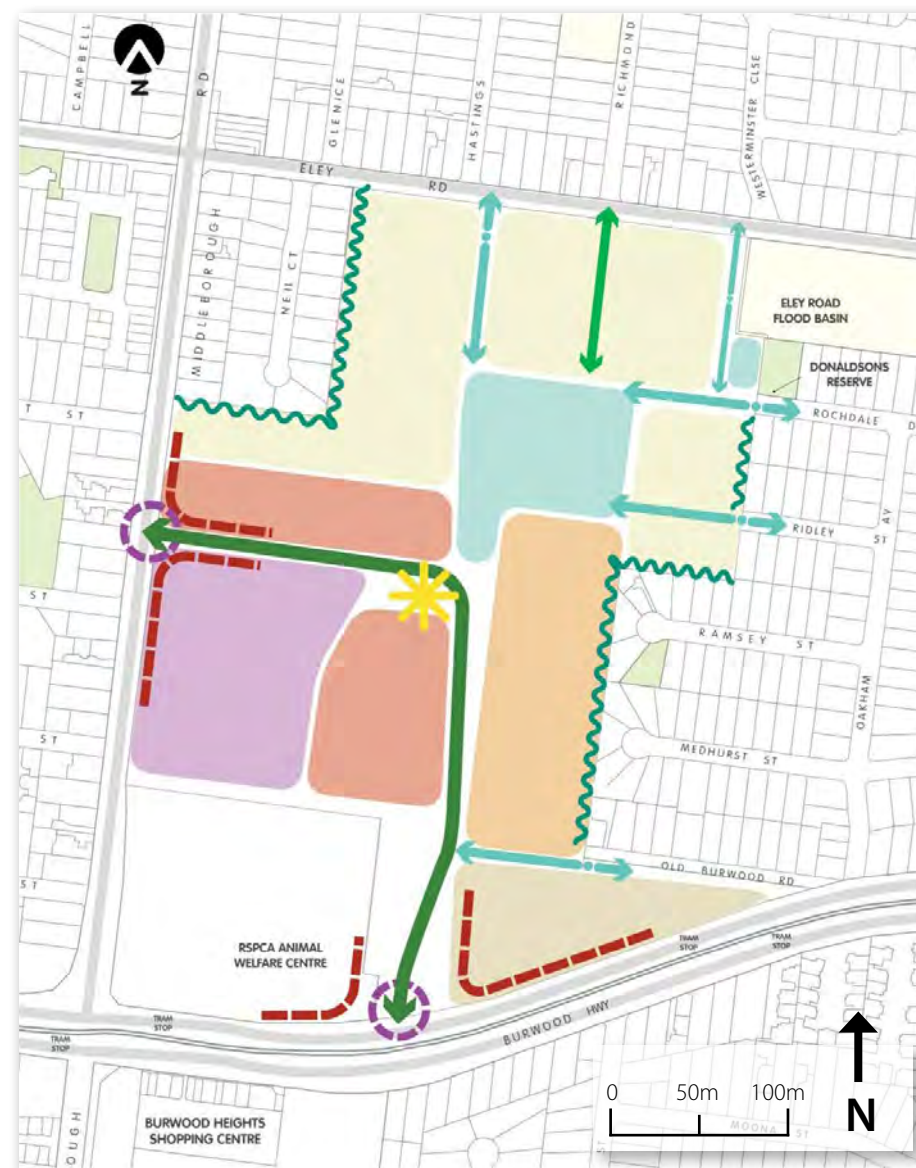 N
CAMPBELL
RD
GLENICE
HASTINGS
RICHMOND
WESTERMINSTER CLSE
ELEY RD
MIDDLEBOROUGH
NEIL CT
ELEY ROAD
FLOOD BASIN
DONALDSONS
RESERVE
ROCHDALE D
T ST
AV
RIDLEY ST
ST
RAMSEY ST
OAKHAM
ST
MEDHURST ST
OLD BURWOOD RD
ST
RSPCA ANIMAL
WELFARE CENTRE
TRAM
STOP
TRAM
STOP
TRAM
STOP
TRAM
STOP
BURWOOD HWY
0 50m 100m
N
MOONA ST
BURWOOD HEIGHTS
SHOPPING CENTRE
OUGH